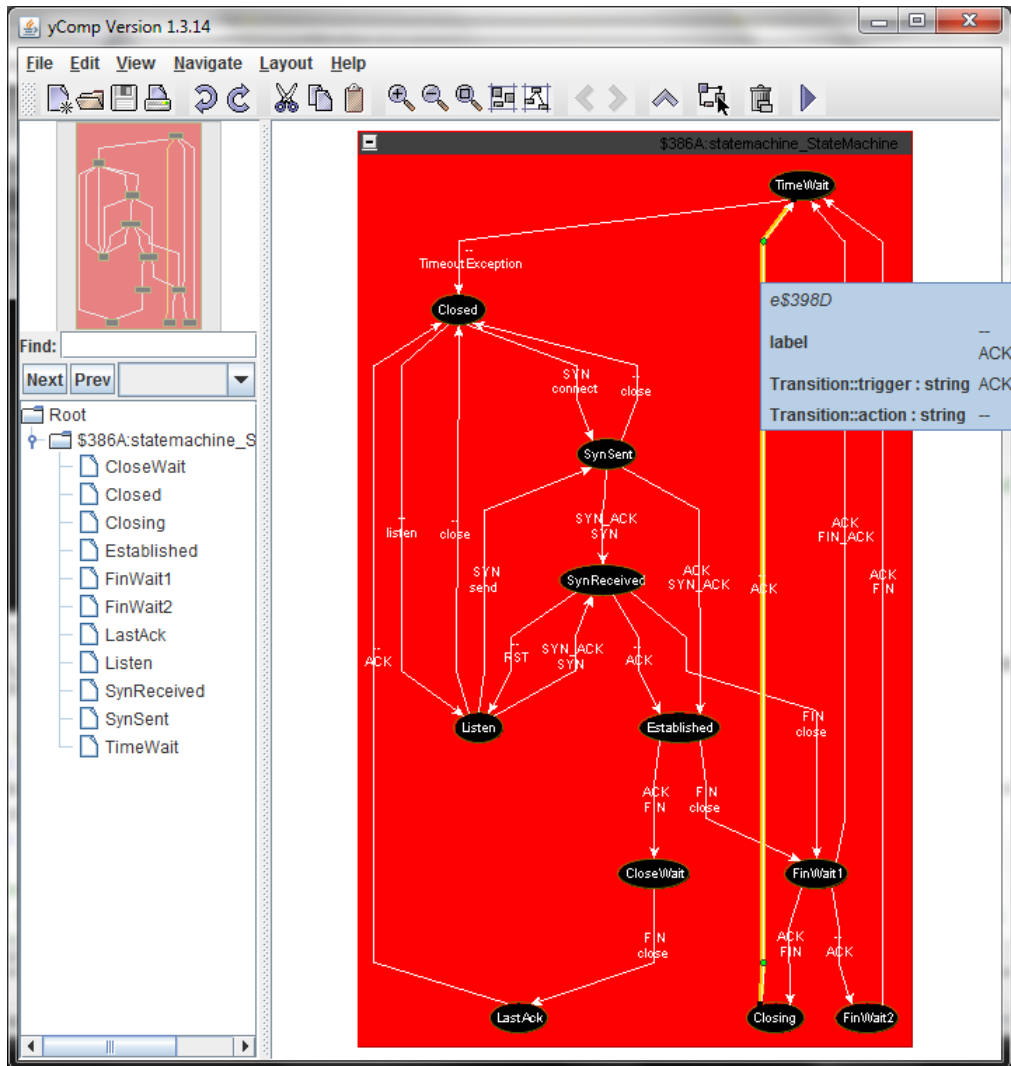 yComp Version 1.3.14
File Edit View Navigate Layout Help
Find:
Next Prev
Root
$386A:statemachine_S
CloseWait
Closed
Closing
Established
FinWait1
FinWait2
LastAck
Listen
SynReceived
SynSent
TimeWait
$386A:statemachine_StateMachine
TimeWait
--
TimeoutException
Closed
e$398D
label --
ACK
Transition::trigger : string ACK
Transition::action : string --
SYN
connect
--
close
SynSent
--
listen
--
close
SYN_ACK
SYN
ACK
FIN_ACK
SYN
send
SynReceived
ACK
SYN_ACK
--
ACK
ACK
FIN
--
ACK
--
RST
SYN_ACK
SYN
--
ACK
Listen
Established
FIN
close
ACK
FIN
FIN
close
CloseWait
FinWait1
FIN
close
ACK
FIN
--
ACK
LastAck
Closing
FinWait2